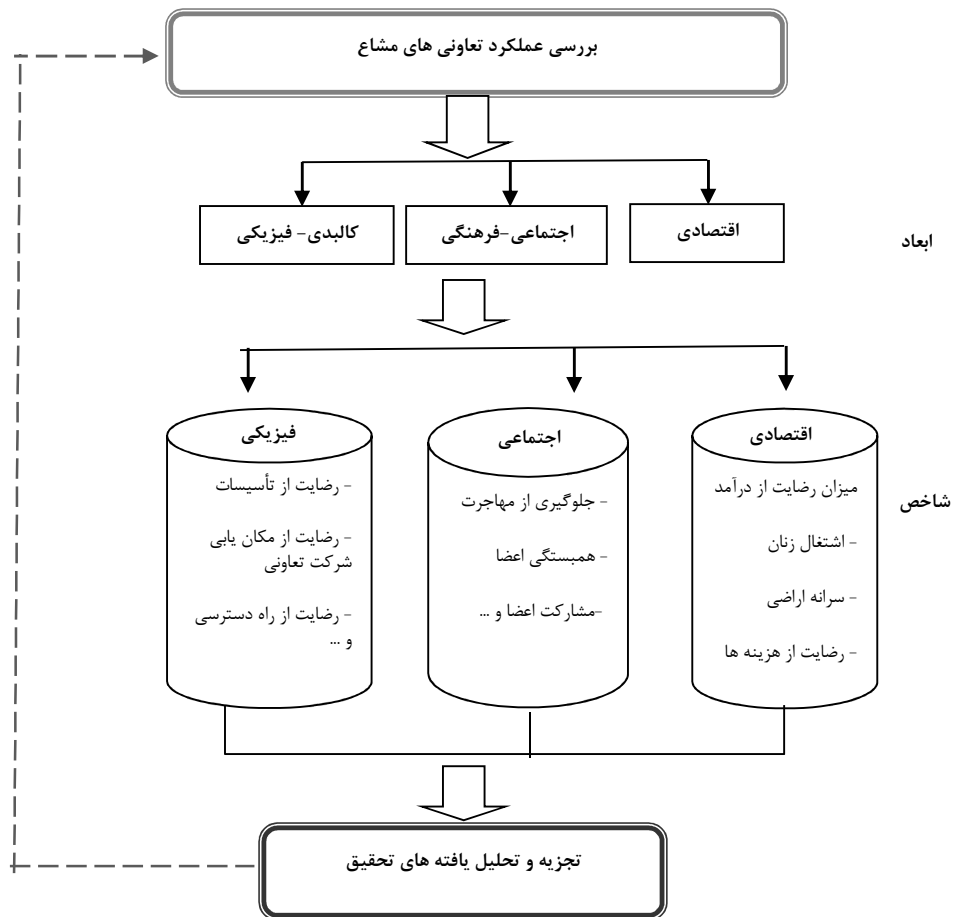 بررسی عملکرد تعاونی های مشاع
ابعاد
اقتصادی
اجتماعی-فرهنگی
کالبدی- فیزیکی
شاخص
اقتصادی
میزان رضایت از درآمد
- اشتغال زنان
- سرانه اراضی
- رضایت از هزینه ها
اجتماعی
- جلوگیری از مهاجرت
- همبستگی اعضا
-مشارکت اعضا و ...
فیزیکی
- رضایت از تأسیسات
- رضایت از مکان یابی
شرکت تعاونی
- رضایت از راه دسترسی
و ...
تجزیه و تحلیل یافته های تحقیق